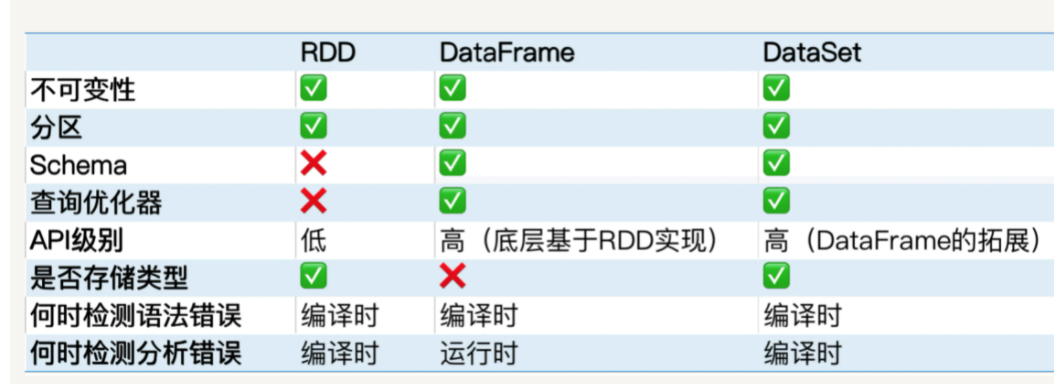 RDD DataFrame DataSet
不可变性 ✅ ✅ ✅
分区 ✅ ✅ ✅
Schema ❌ ✅ ✅
查询优化器 ❌ ✅ ✅
API级别 低 高（底层基于RDD实现） 高（DataFrame的拓展）
是否存储类型 ✅ ❌ ✅
何时检测语法错误 编译时 编译时 编译时
何时检测分析错误 编译时 运行时 编译时